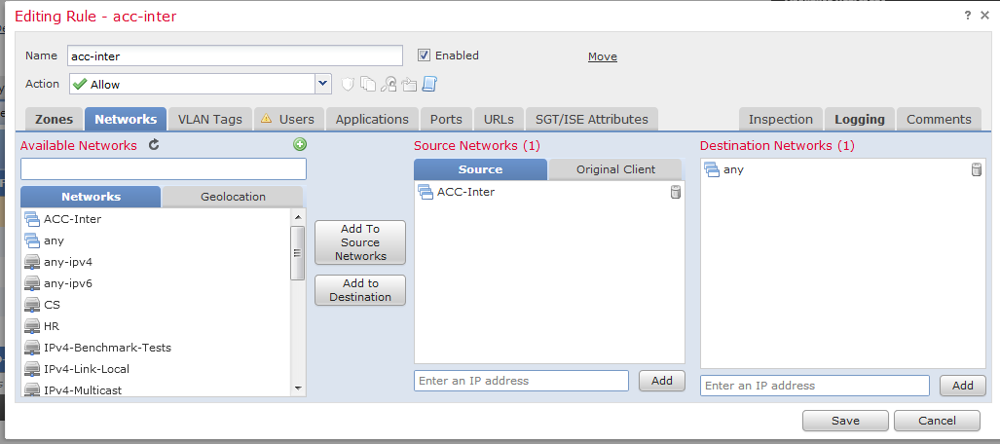 Editing Rule - acc-inter
? ×
Name acc-inter Enabled Move
Action Allow
Zones Networks VLAN Tags Users Applications Ports URLs SGT/ISE Attributes Inspection Logging Comments
Available Networks Source Networks (1) Destination Networks (1)
Networks Geolocation
Source Original Client
ACC-Inter
any
any-ipv4
any-ipv6
CS
HR
IPv4-Benchmark-Tests
IPv4-Link-Local
IPv4-Multicast
Add To
Source
Networks
Add to
Destination
ACC-Inter
Enter an IP address Add
any
Enter an IP address Add
Save Cancel